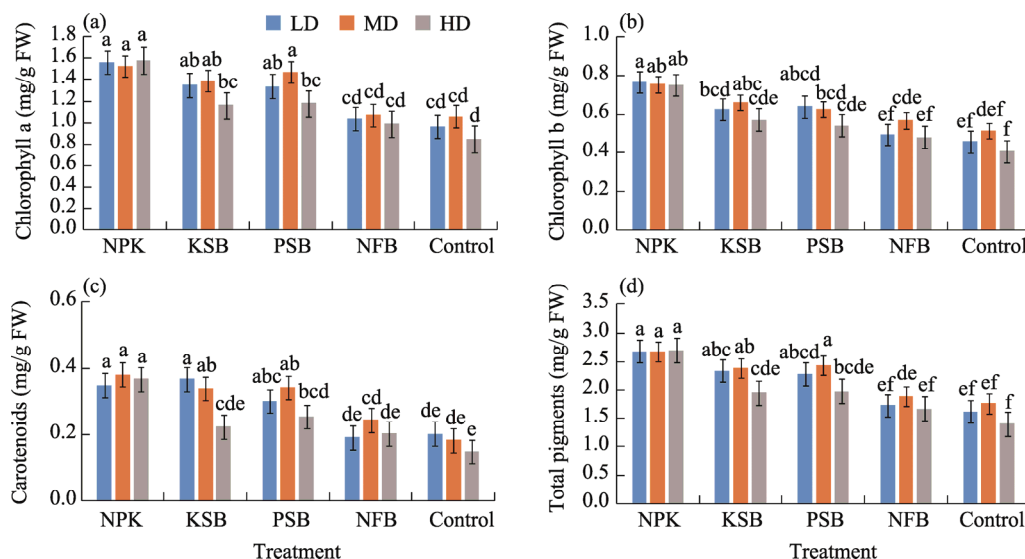 (a)
LD MD HD
Chlorophyll a (mg/g FW)
1.8
1.6
1.4
1.2
1.0
0.8
0.6
0.4
0.2
0.0
a a a
ab ab bc
ab a bc
cd cd cd
cd cd d
NPK KSB PSB NFB Control
(b)
Chlorophyll b (mg/g FW)
1.0
0.8
0.6
0.4
0.2
0.0
a ab ab
bcd abc cde
abcd bcd cde
ef cde ef
ef def f
NPK KSB PSB NFB Control
(c)
Carotenoids (mg/g FW)
0.6
0.4
0.2
0.0
a a a
a ab cde
abc ab bcd
de cd de
de de e
NPK KSB PSB NFB Control
Treatment
(d)
Total pigments (mg/g FW)
3.5
3.0
2.5
2.0
1.5
1.0
0.5
0.0
a a a
abc ab cde
abcd a bcde
ef de ef
ef ef f
NPK KSB PSB NFB Control
Treatment